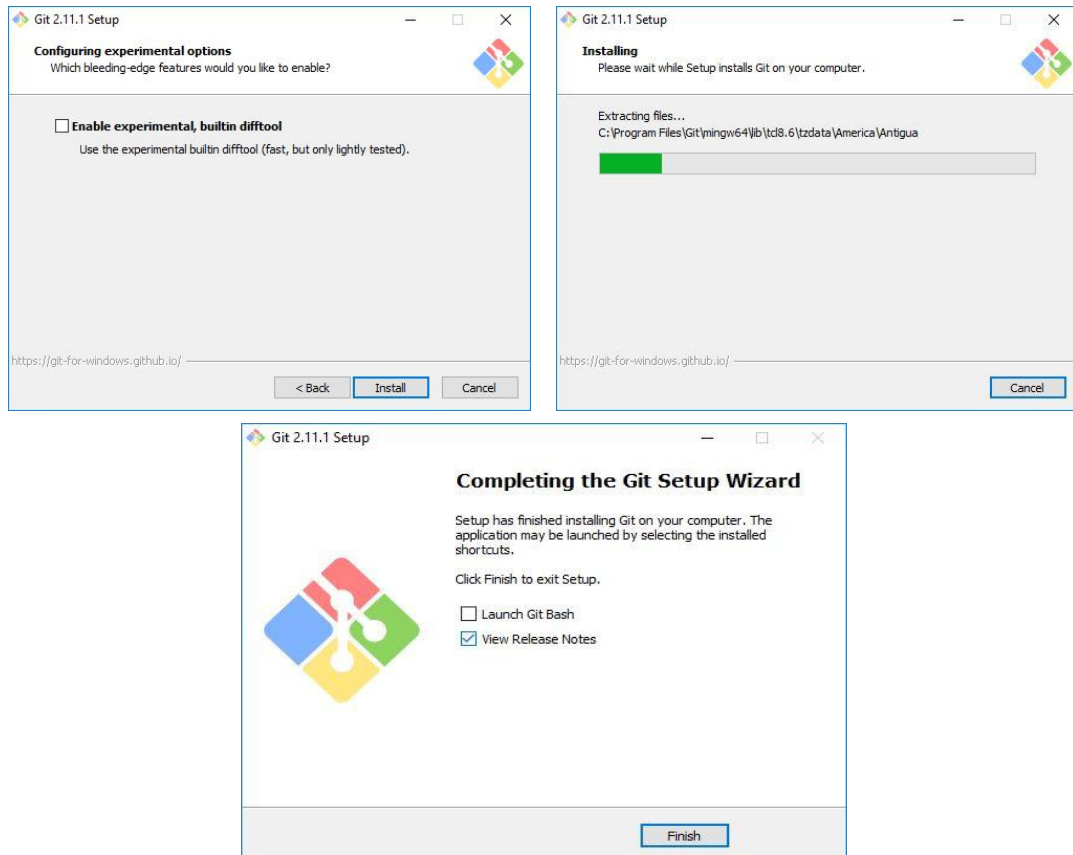 Git 2.11.1 Setup
Configuring experimental options
Which bleeding-edge features would you like to enable?
Enable experimental, builtin difftool
Use the experimental builtin difftool (fast, but only lightly tested).
https://git-for-windows.github.io/
< Back
Install
Cancel
Git 2.11.1 Setup
Installing
Please wait while Setup installs Git on your computer.
Extracting files...
C:\Program Files\Git\mingw64\lib\tcl8.6\tzdata\America\Antigua
https://git-for-windows.github.io/
Cancel
Git 2.11.1 Setup
Completing the Git Setup Wizard
Setup has finished installing Git on your computer. The
application may be launched by selecting the installed
shortcuts.
Click Finish to exit Setup.
Launch Git Bash
View Release Notes
Finish